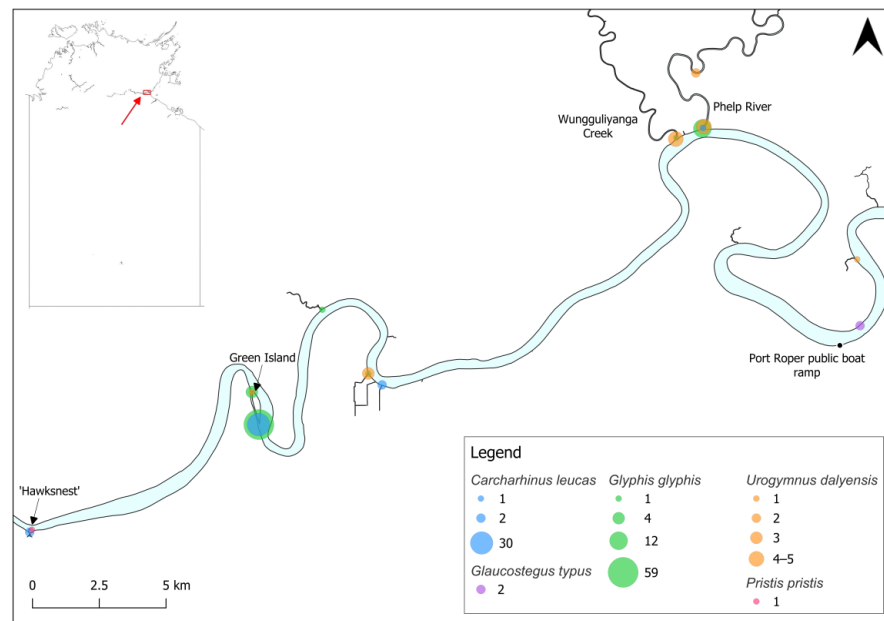 Phelp River
Wungguliyanga
Creek
Green Island
Port Roper public boat
ramp
'Hawksnest'
0 2.5 5 km
Legend
Carcharhinus leucas
1
2
30
Glaucostegus typus
2
Glyphis glyphis
1
4
12
59
Urogymnus dalyensis
1
2
3
4–5
Pristis pristis
1